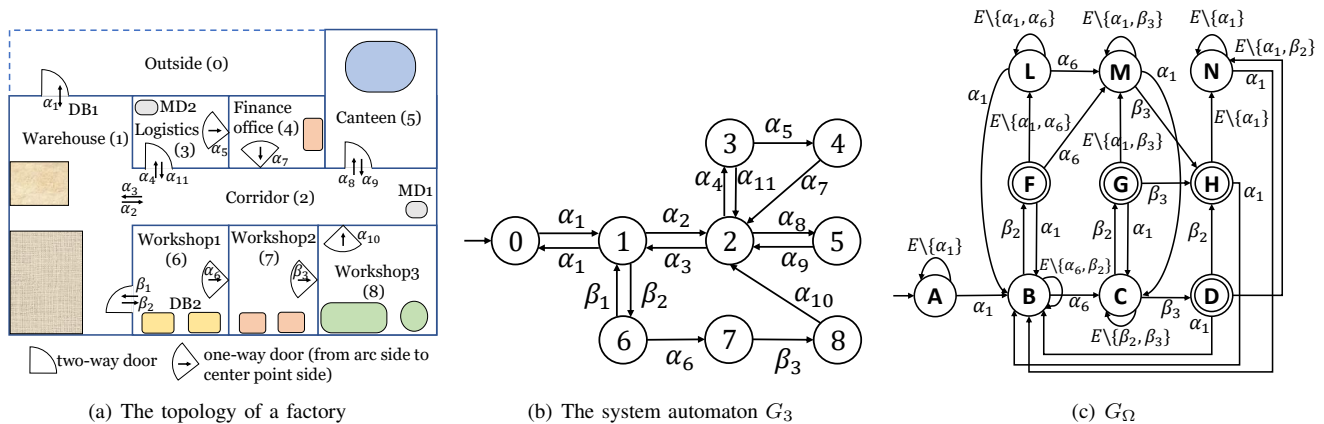 Outside (0)
α₁
DB1
MD2
Finance
office (4)
Canteen (5)
Warehouse (1)
Logistics
(3)
α₅
α₇
α₄
α₁₁
α₈
α₉
α₃
α₂
Corridor (2)
MD1
Workshop1
(6)
Workshop2
(7)
α₁₀
Workshop3
(8)
α₆
β₃
β₁
β₂
DB2
two-way door
one-way door (from arc side to
center point side)
(a) The topology of a factory
0
1
2
3
4
5
6
7
8
α₁
α₁
α₂
α₃
α₄
α₁₁
α₅
α₇
α₈
α₉
α₁₀
β₁
β₂
α₆
β₃
(b) The system automaton G₃
E\{α₁, α₆}
E\{α₁, β₃}
E\{α₁}
E\{α₁, β₂}
L
α₆
M
α₁
N
α₁
α₁
β₃
E\{α₁, α₆}
E\{α₁, β₃}
E\{α₁}
α₆
F
G
β₃
H
α₁
β₂
α₁
β₂
α₁
β₂
E\{α₁}
E\{α₆, β₂}
A
α₁
B
α₆
C
β₃
D
α₁
E\{β₂, β₃}
(c) G_Ω